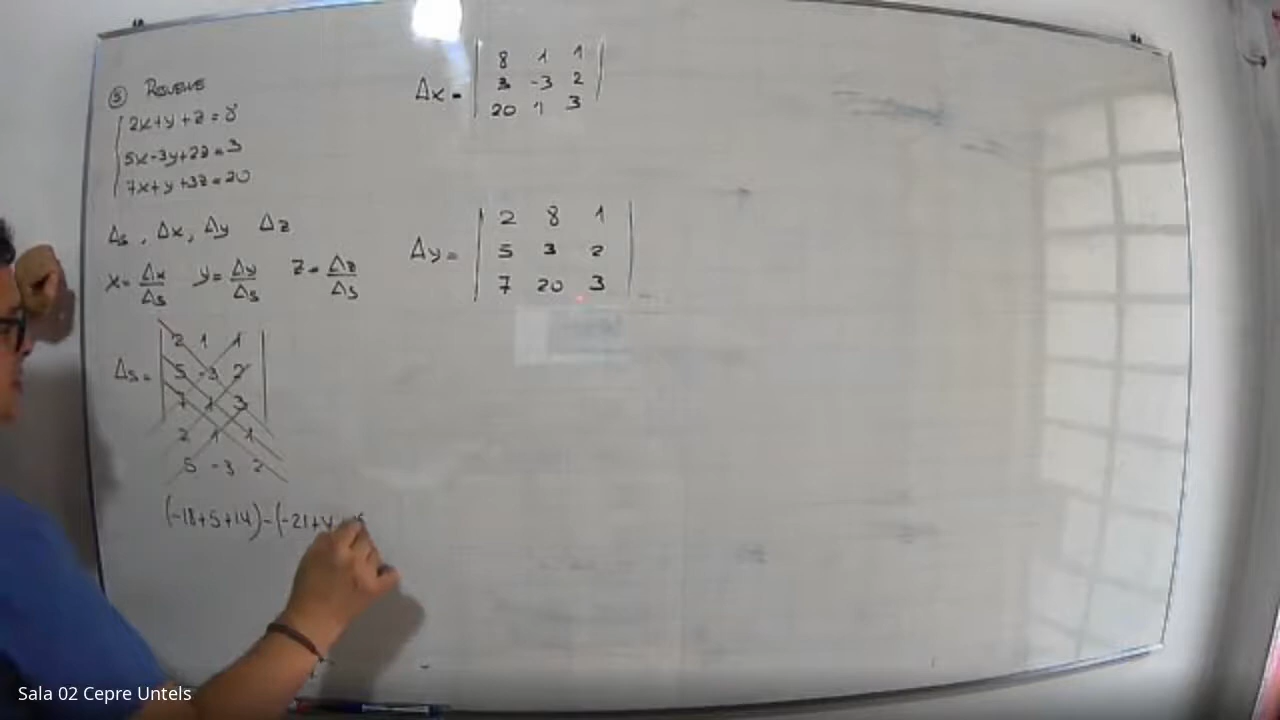 ⑤ RESUELVE
2x+y+z=8
5x-3y+2z=3
7x+y+3z=20
Δs, Δx, Δy Δz
x=Δx/Δs y=Δy/Δs z=Δz/Δs
Δs=
2 1 1
5 -3 2
7 1 3
2 1 1
5 -3 2
(-18+5+14)-(-21+4+
Δx=
8 1 1
3 -3 2
20 1 3
Δy=
2 8 1
5 3 2
7 20 3
Sala 02 Cepre Untels